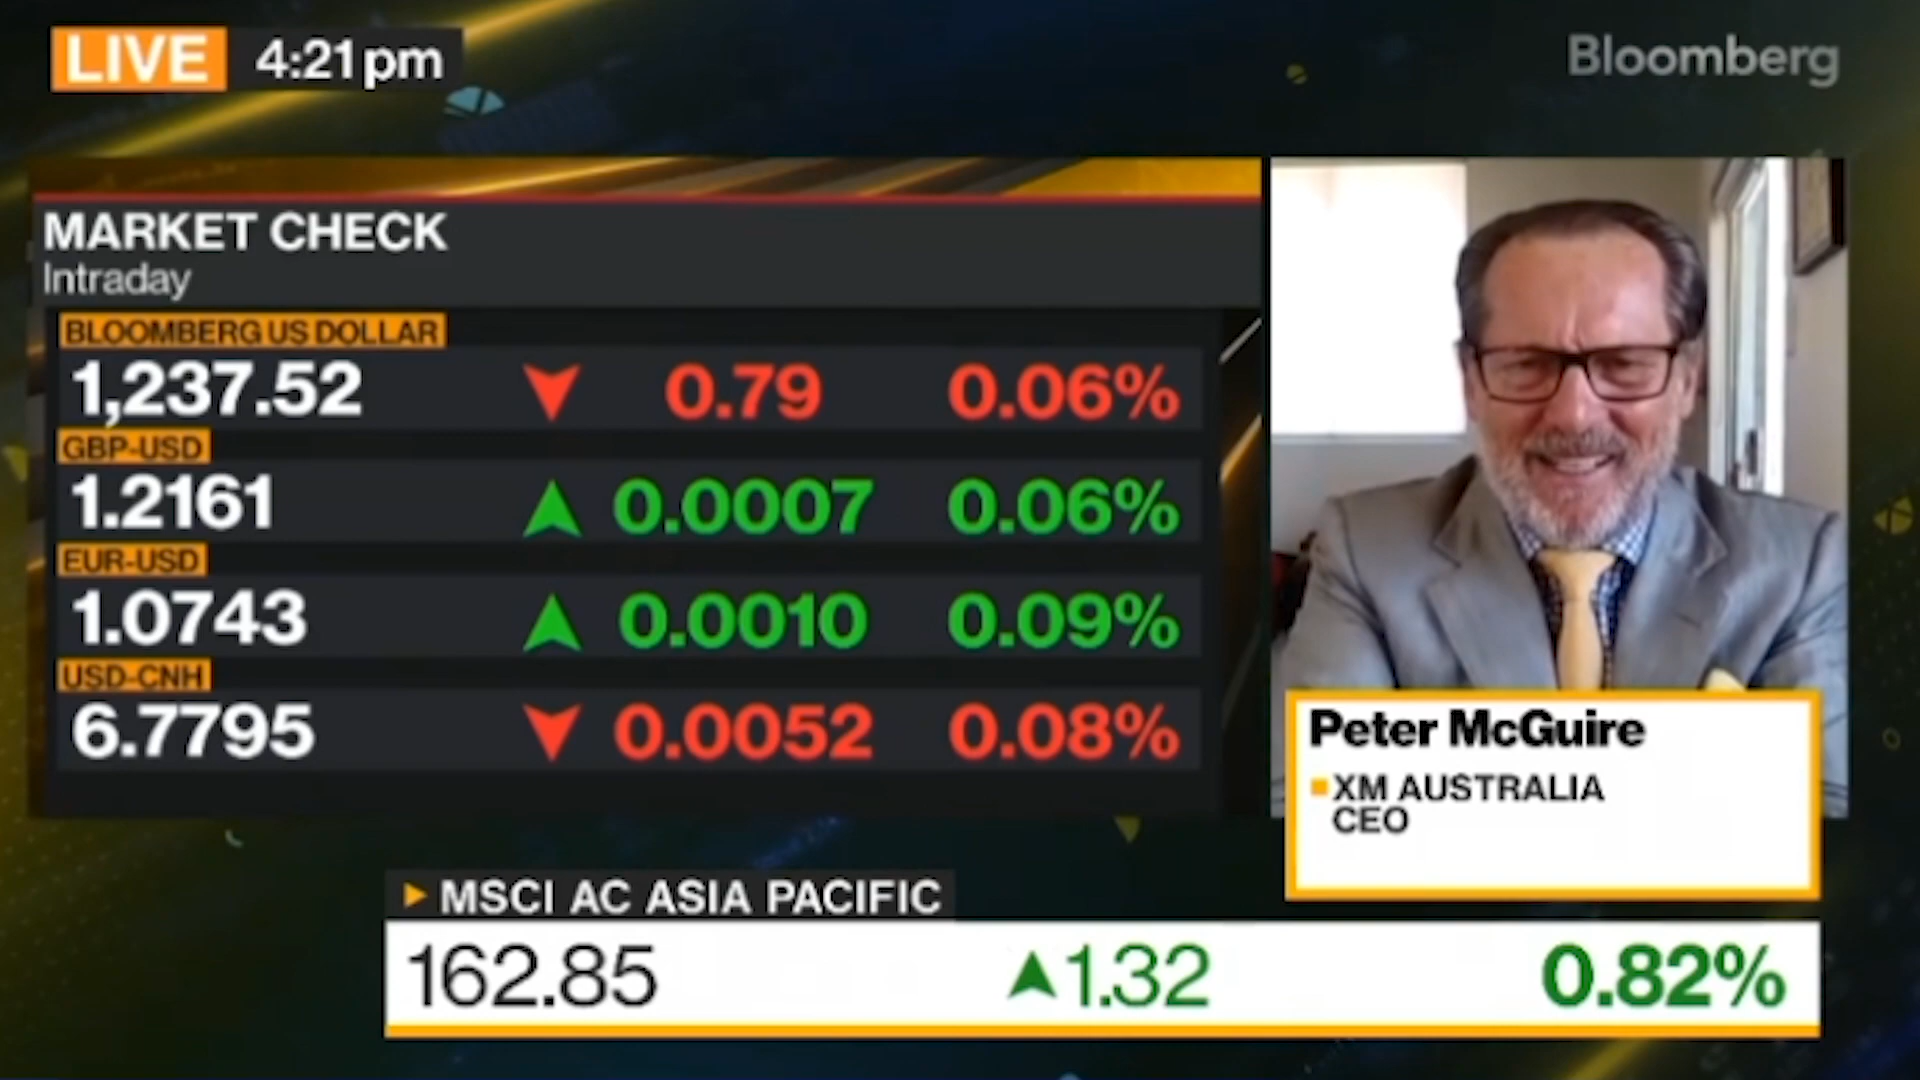 LIVE 4:21pm
Bloomberg
MARKET CHECK
Intraday
BLOOMBERG US DOLLAR
1,237.52 ▼ 0.79 0.06%
GBP-USD
1.2161 ▲ 0.0007 0.06%
EUR-USD
1.0743 ▲ 0.0010 0.09%
USD-CNH
6.7795 ▼ 0.0052 0.08%
Peter McGuire
XM AUSTRALIA
CEO
MSCI AC ASIA PACIFIC
162.85 ▲1.32 0.82%